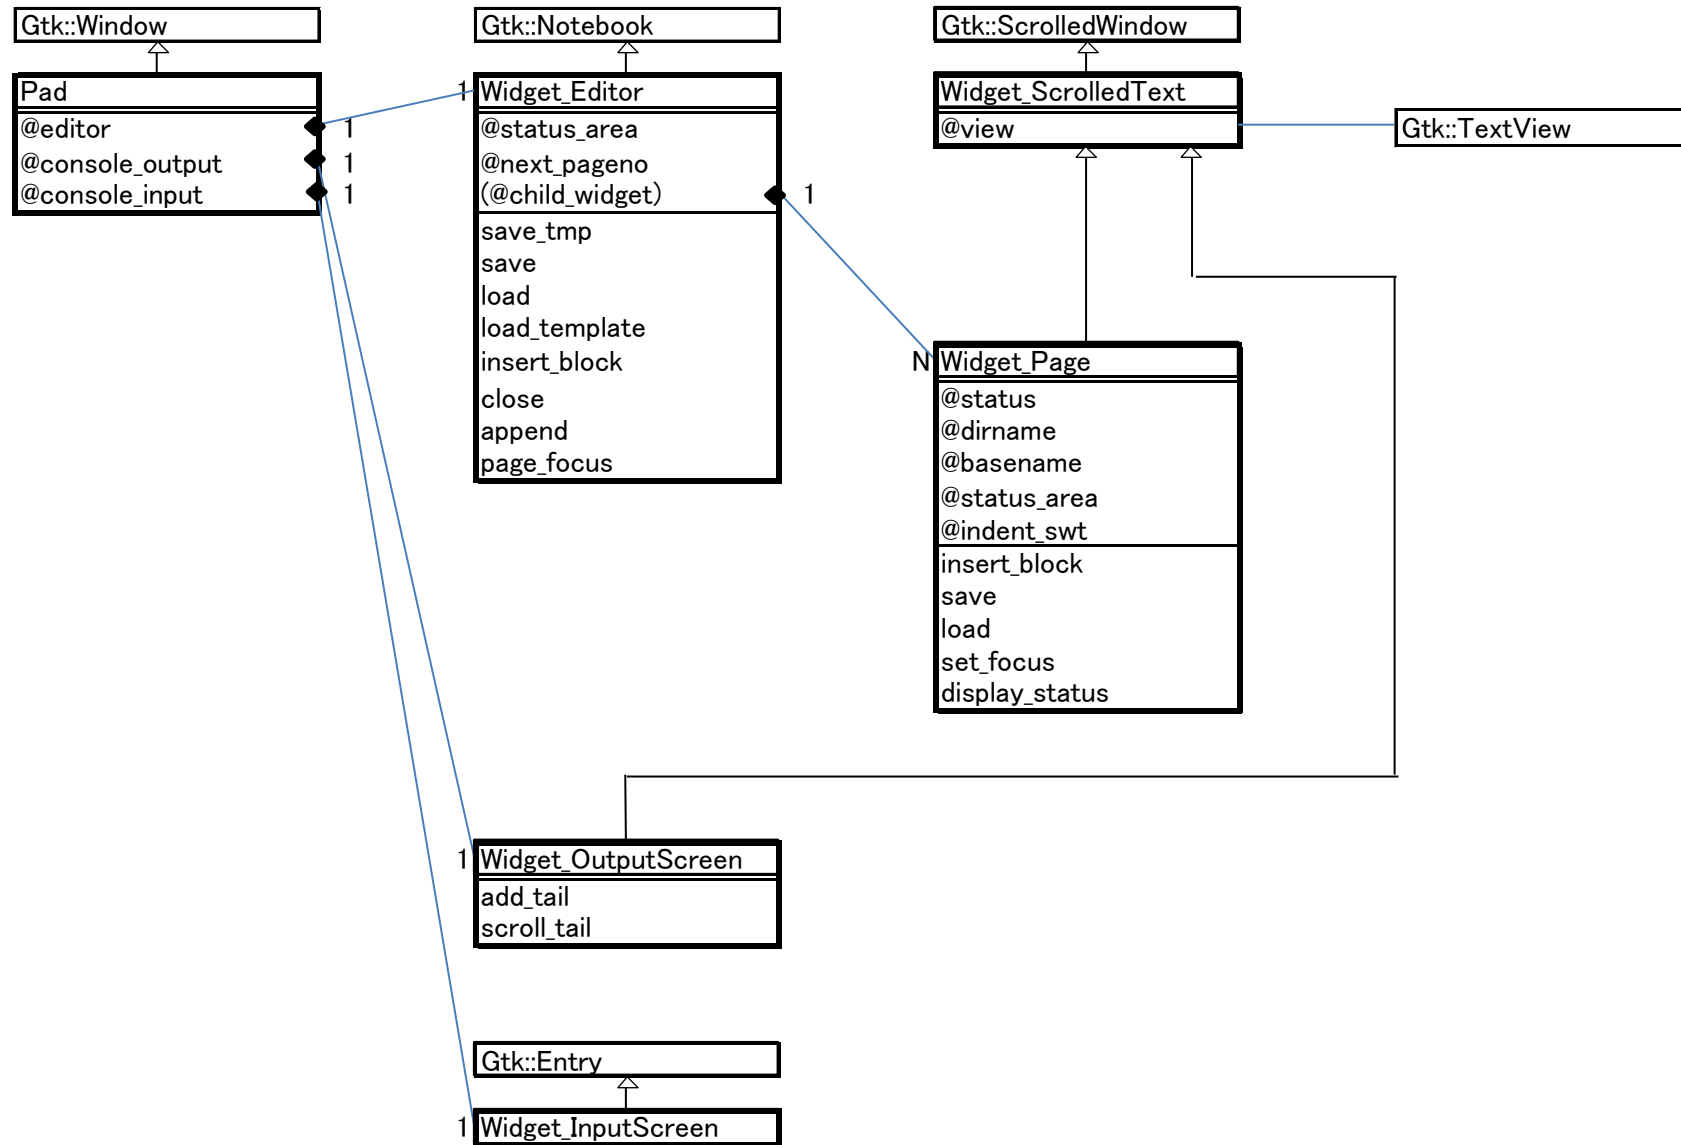 Gtk::Window
Pad
@editor
1
@console_output
1
@console_input
1
Gtk::Notebook
1
Widget_Editor
@status_area
@next_pageno
(@child_widget)
1
save_tmp
save
load
load_template
insert_block
close
append
page_focus
Gtk::ScrolledWindow
Widget_ScrolledText
@view
Gtk::TextView
N
Widget_Page
@status
@dirname
@basename
@status_area
@indent_swt
insert_block
save
load
set_focus
display_status
1
Widget_OutputScreen
add_tail
scroll_tail
Gtk::Entry
1
Widget_InputScreen